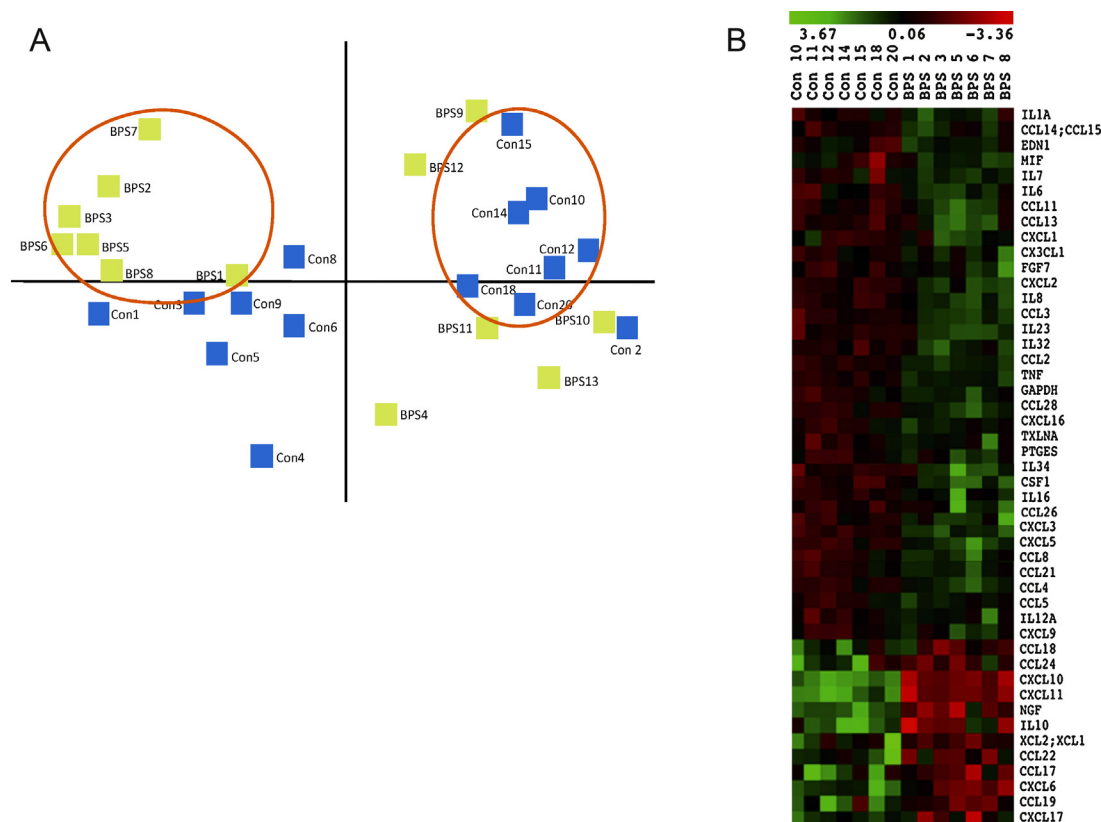 A
BPS7
BPS2
BPS3
BPS6
BPS5
BPS8
BPS1
Con8
Con1
Con3
Con9
Con6
Con5
Con4
BPS9
Con15
BPS12
Con10
Con14
Con12
Con11
Con18
Con20
BPS11
BPS10
Con 2
BPS13
BPS4
B
3.67 0.06 -3.36
Con 10
Con 11
Con 12
Con 14
Con 15
Con 18
Con 20
BPS 1
BPS 2
BPS 3
BPS 5
BPS 6
BPS 7
BPS 8
IL1A
CCL14;CCL15
EDN1
MIF
IL7
IL6
CCL11
CCL13
CXCL1
CX3CL1
FGF7
CXCL2
IL8
CCL3
IL23
IL32
CCL2
TNF
GAPDH
CCL28
CXCL16
TXLNA
PTGES
IL34
CSF1
IL16
CCL26
CXCL3
CXCL5
CCL8
CCL21
CCL4
CCL5
IL12A
CXCL9
CCL18
CCL24
CXCL10
CXCL11
NGF
IL10
XCL2;XCL1
CCL22
CCL17
CXCL6
CCL19
CXCL17